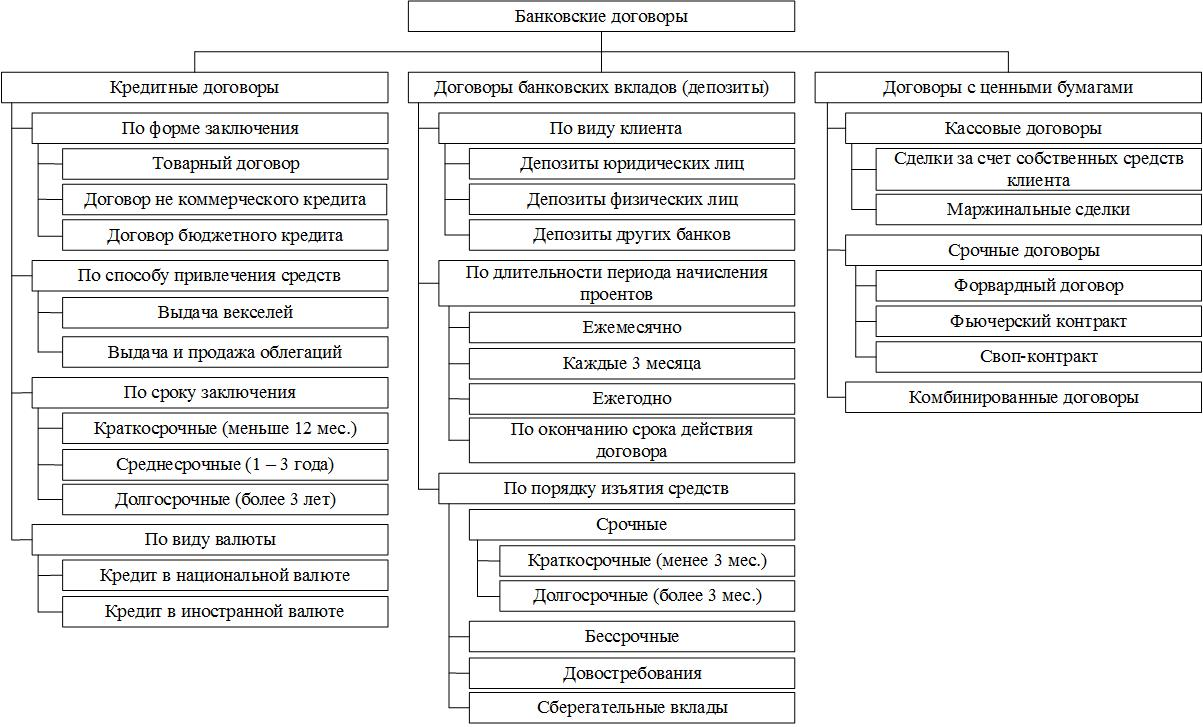 Банковские договоры
Кредитные договоры
По форме заключения
Товарный договор
Договор не коммерческого кредита
Договор бюджетного кредита
По способу привлечения средств
Выдача векселей
Выдача и продажа облегаций
По сроку заключения
Краткосрочные (меньше 12 мес.)
Среднесрочные (1 – 3 года)
Долгосрочные (более 3 лет)
По виду валюты
Кредит в национальной валюте
Кредит в иностранной валюте
Договоры банковских вкладов (депозиты)
По виду клиента
Депозиты юридических лиц
Депозиты физических лиц
Депозиты других банков
По длительности периода начисления
проентов
Ежемесячно
Каждые 3 месяца
Ежегодно
По окончанию срока действия
договора
По порядку изъятия средств
Срочные
Краткосрочные (менее 3 мес.)
Долгосрочные (более 3 мес.)
Бессрочные
Довостребования
Сберегательные вклады
Договоры с ценными бумагами
Кассовые договоры
Сделки за счет собственных средств
клиента
Маржинальные сделки
Срочные договоры
Форвардный договор
Фьючерский контракт
Своп-контракт
Комбинированные договоры